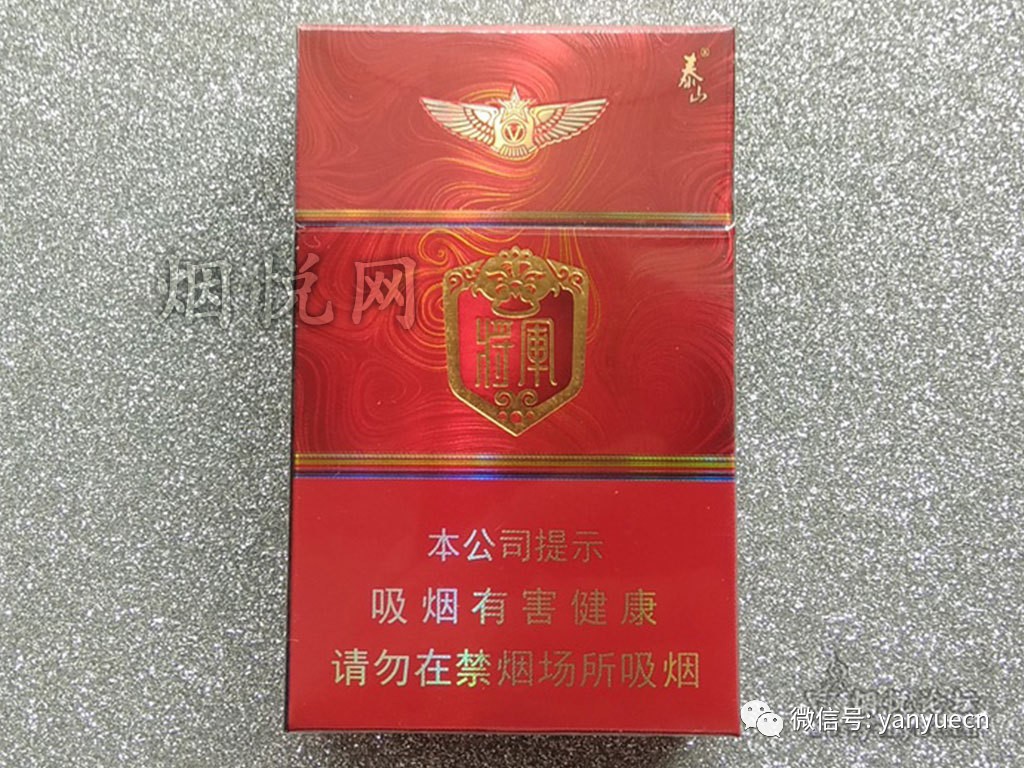 泰山
烟悦网
将軍
本公司提示
吸烟有害健康
请勿在禁烟场所吸烟
微信号: yanyuecn